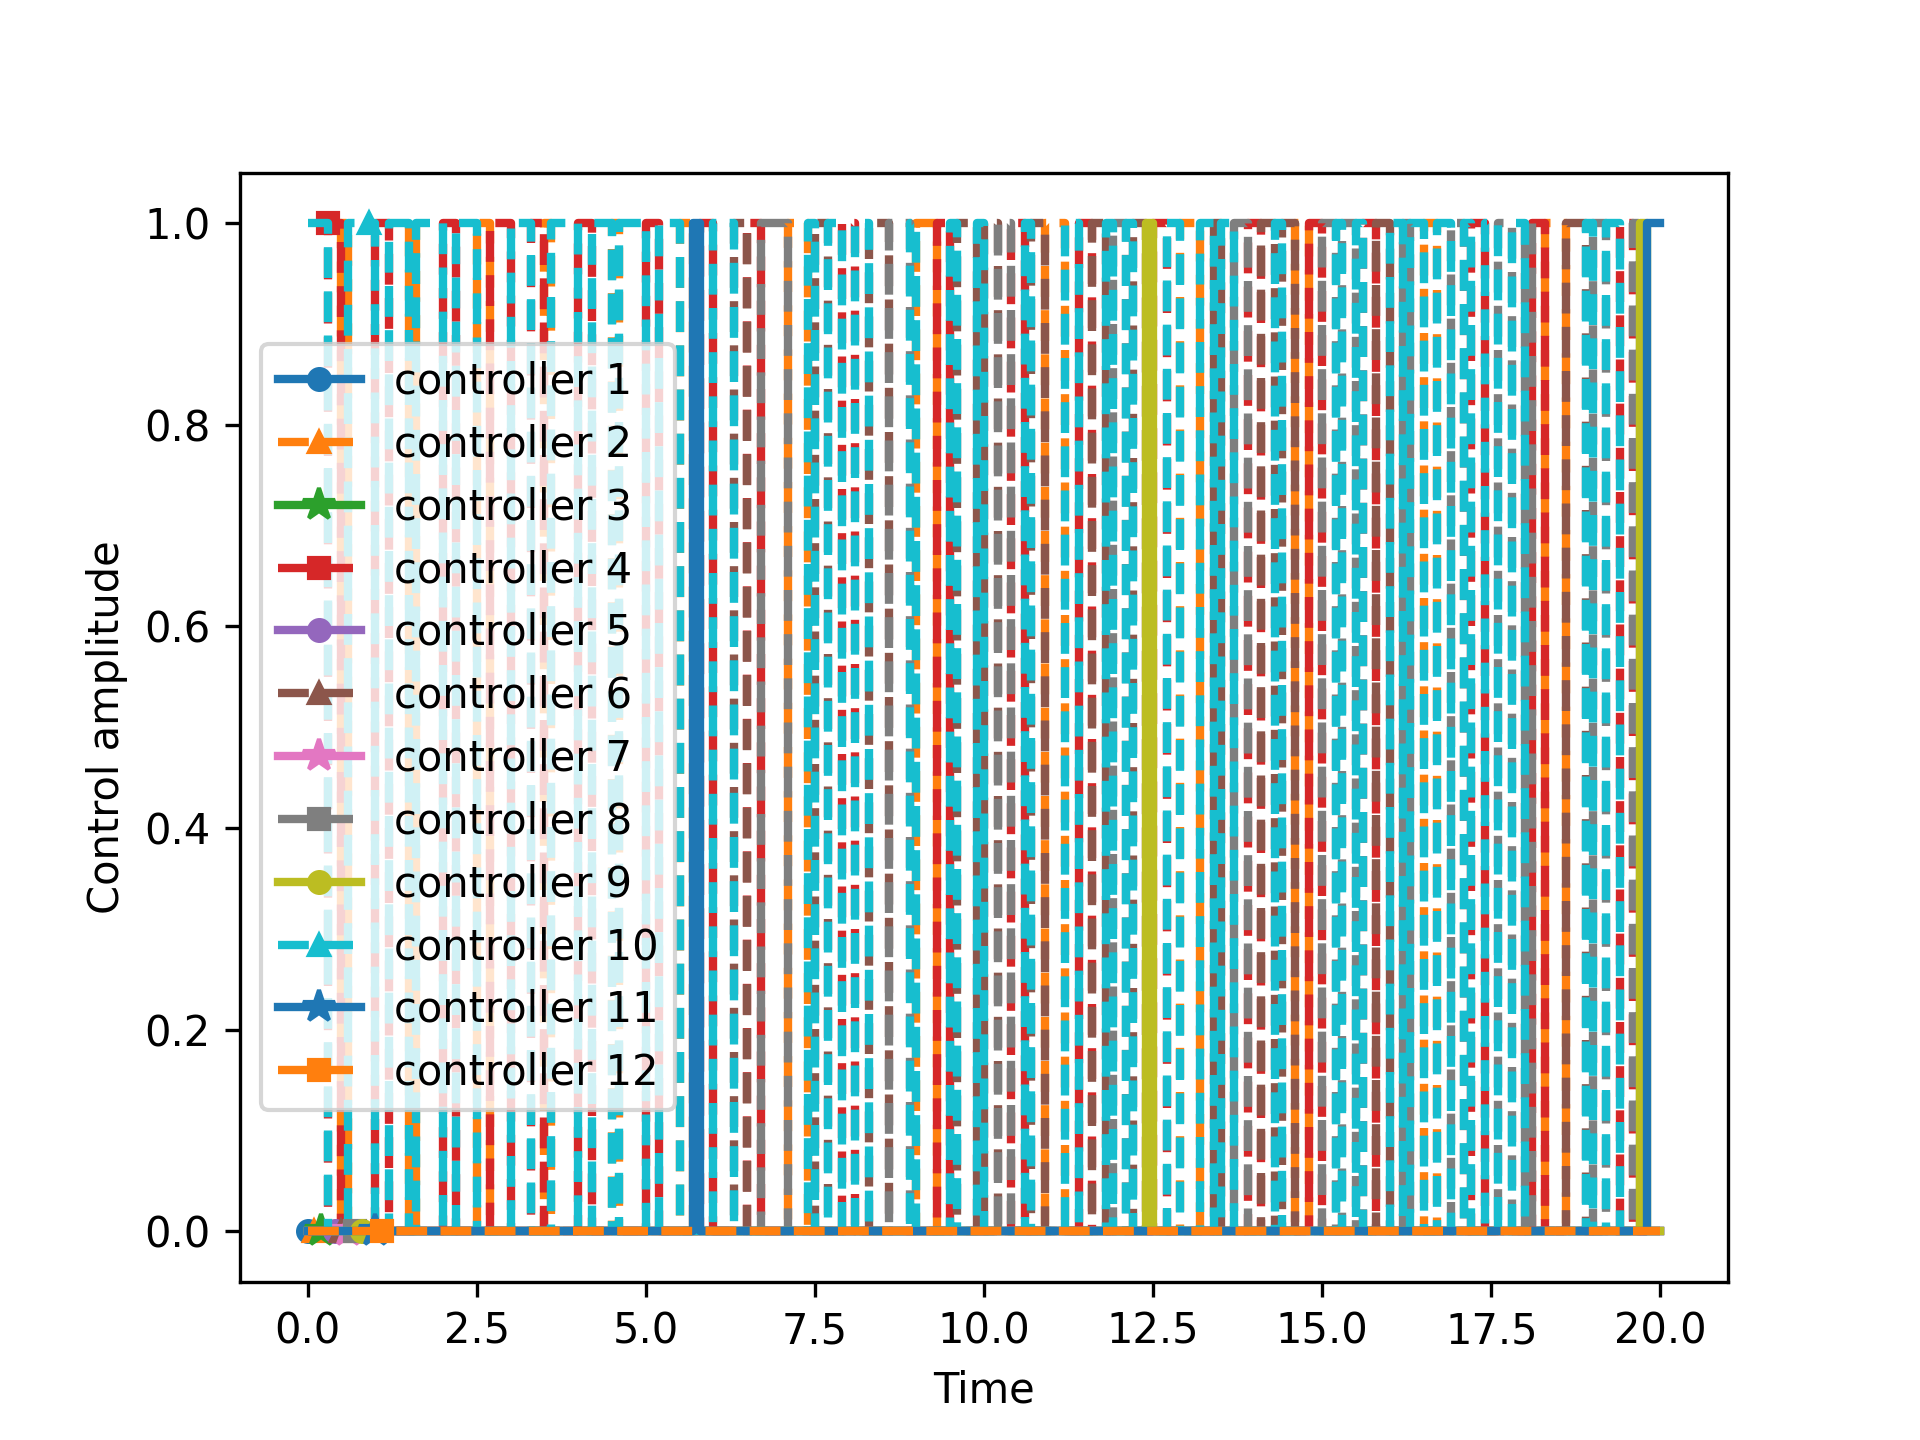 1.0
0.8
0.6
0.4
0.2
0.0
Control amplitude
controller 1
controller 2
controller 3
controller 4
controller 5
controller 6
controller 7
controller 8
controller 9
controller 10
controller 11
controller 12
0.0 2.5 5.0 7.5 10.0 12.5 15.0 17.5 20.0
Time